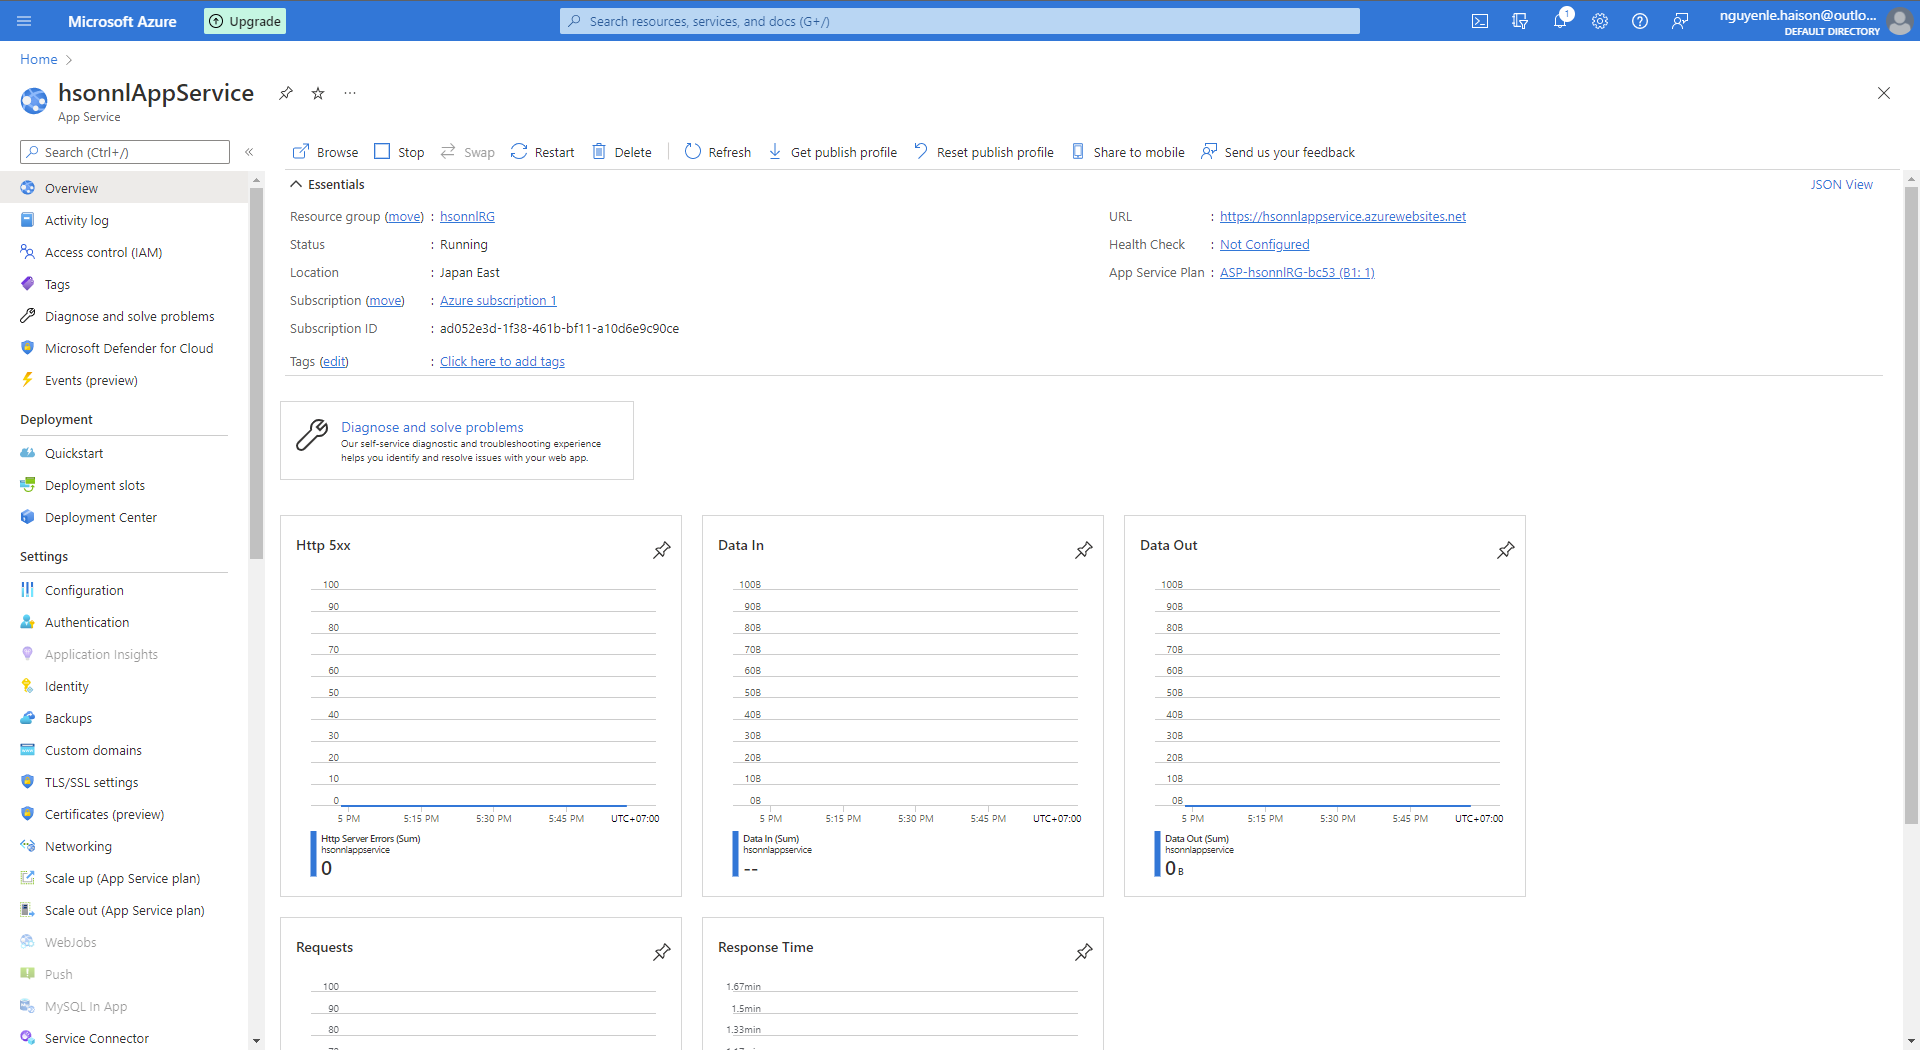 Microsoft Azure
Upgrade
Search resources, services, and docs (G+/)
1
nguyenle.haison@outlo...
DEFAULT DIRECTORY
Home
hsonnlAppService
App Service
Search (Ctrl+/)
Browse
Stop
Swap
Restart
Delete
Refresh
Get publish profile
Reset publish profile
Share to mobile
Send us your feedback
Overview
Activity log
Access control (IAM)
Tags
Diagnose and solve problems
Microsoft Defender for Cloud
Events (preview)
Deployment
Quickstart
Deployment slots
Deployment Center
Settings
Configuration
Authentication
Application Insights
Identity
Backups
Custom domains
TLS/SSL settings
Certificates (preview)
Networking
Scale up (App Service plan)
Scale out (App Service plan)
WebJobs
Push
MySQL In App
Service Connector
Essentials
JSON View
Resource group (move) : hsonnlRG
Status : Running
Location : Japan East
Subscription (move) : Azure subscription 1
Subscription ID : ad052e3d-1f38-461b-bf11-a10d6e9c90ce
Tags (edit) : Click here to add tags
URL : https://hsonnlappservice.azurewebsites.net
Health Check : Not Configured
App Service Plan : ASP-hsonnlRG-bc53 (B1: 1)
Diagnose and solve problems
Our self-service diagnostic and troubleshooting experience
helps you identify and resolve issues with your web app.
Http 5xx
100
90
80
70
60
50
40
30
20
10
0
5 PM 5:15 PM 5:30 PM 5:45 PM UTC+07:00
Http Server Errors (Sum)
hsonnlappservice
0
Data In
100B
90B
80B
70B
60B
50B
40B
30B
20B
10B
0B
5 PM 5:15 PM 5:30 PM 5:45 PM UTC+07:00
Data In (Sum)
hsonnlappservice
--
Data Out
100B
90B
80B
70B
60B
50B
40B
30B
20B
10B
0B
5 PM 5:15 PM 5:30 PM 5:45 PM UTC+07:00
Data Out (Sum)
hsonnlappservice
0 B
Requests
100
90
80
Response Time
1.67min
1.5min
1.33min